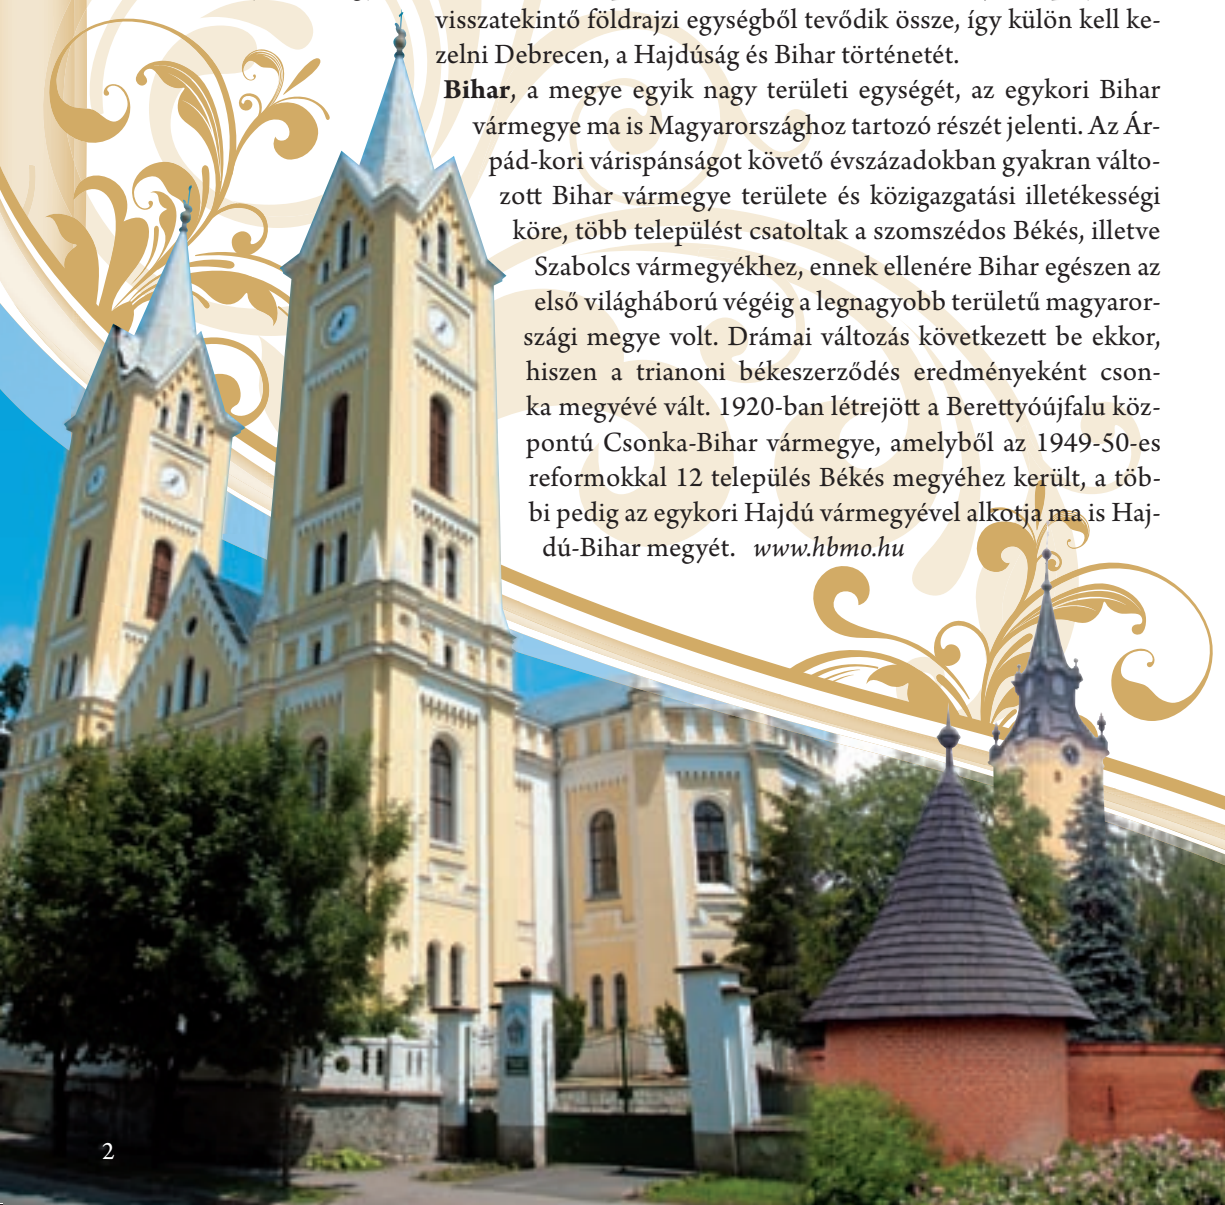 visszatekintő földrajzi egységből tevődik össze, így külön kell ke-
zelni Debrecen, a Hajdúság és Bihar történetét.
Bihar, a megye egyik nagy területi egységét, az egykori Bihar
vármegye ma is Magyarországhoz tartozó részét jelenti. Az Ár-
pád-kori várispánságot követő évszázadokban gyakran válto-
zott Bihar vármegye területe és közigazgatási illetékességi
köre, több települést csatoltak a szomszédos Békés, illetve
Szabolcs vármegyékhez, ennek ellenére Bihar egészen az
első világháború végéig a legnagyobb területű magyaror-
szági megye volt. Drámai változás következett be ekkor,
hiszen a trianoni békeszerződés eredményeként cson-
ka megyévé vált. 1920-ban létrejött a Berettyóújfalu köz-
pontú Csonka-Bihar vármegye, amelyből az 1949-50-es
reformokkal 12 település Békés megyéhez került, a töb-
bi pedig az egykori Hajdú vármegyével alkotja ma is Haj-
dú-Bihar megyét. www.hbmo.hu
2